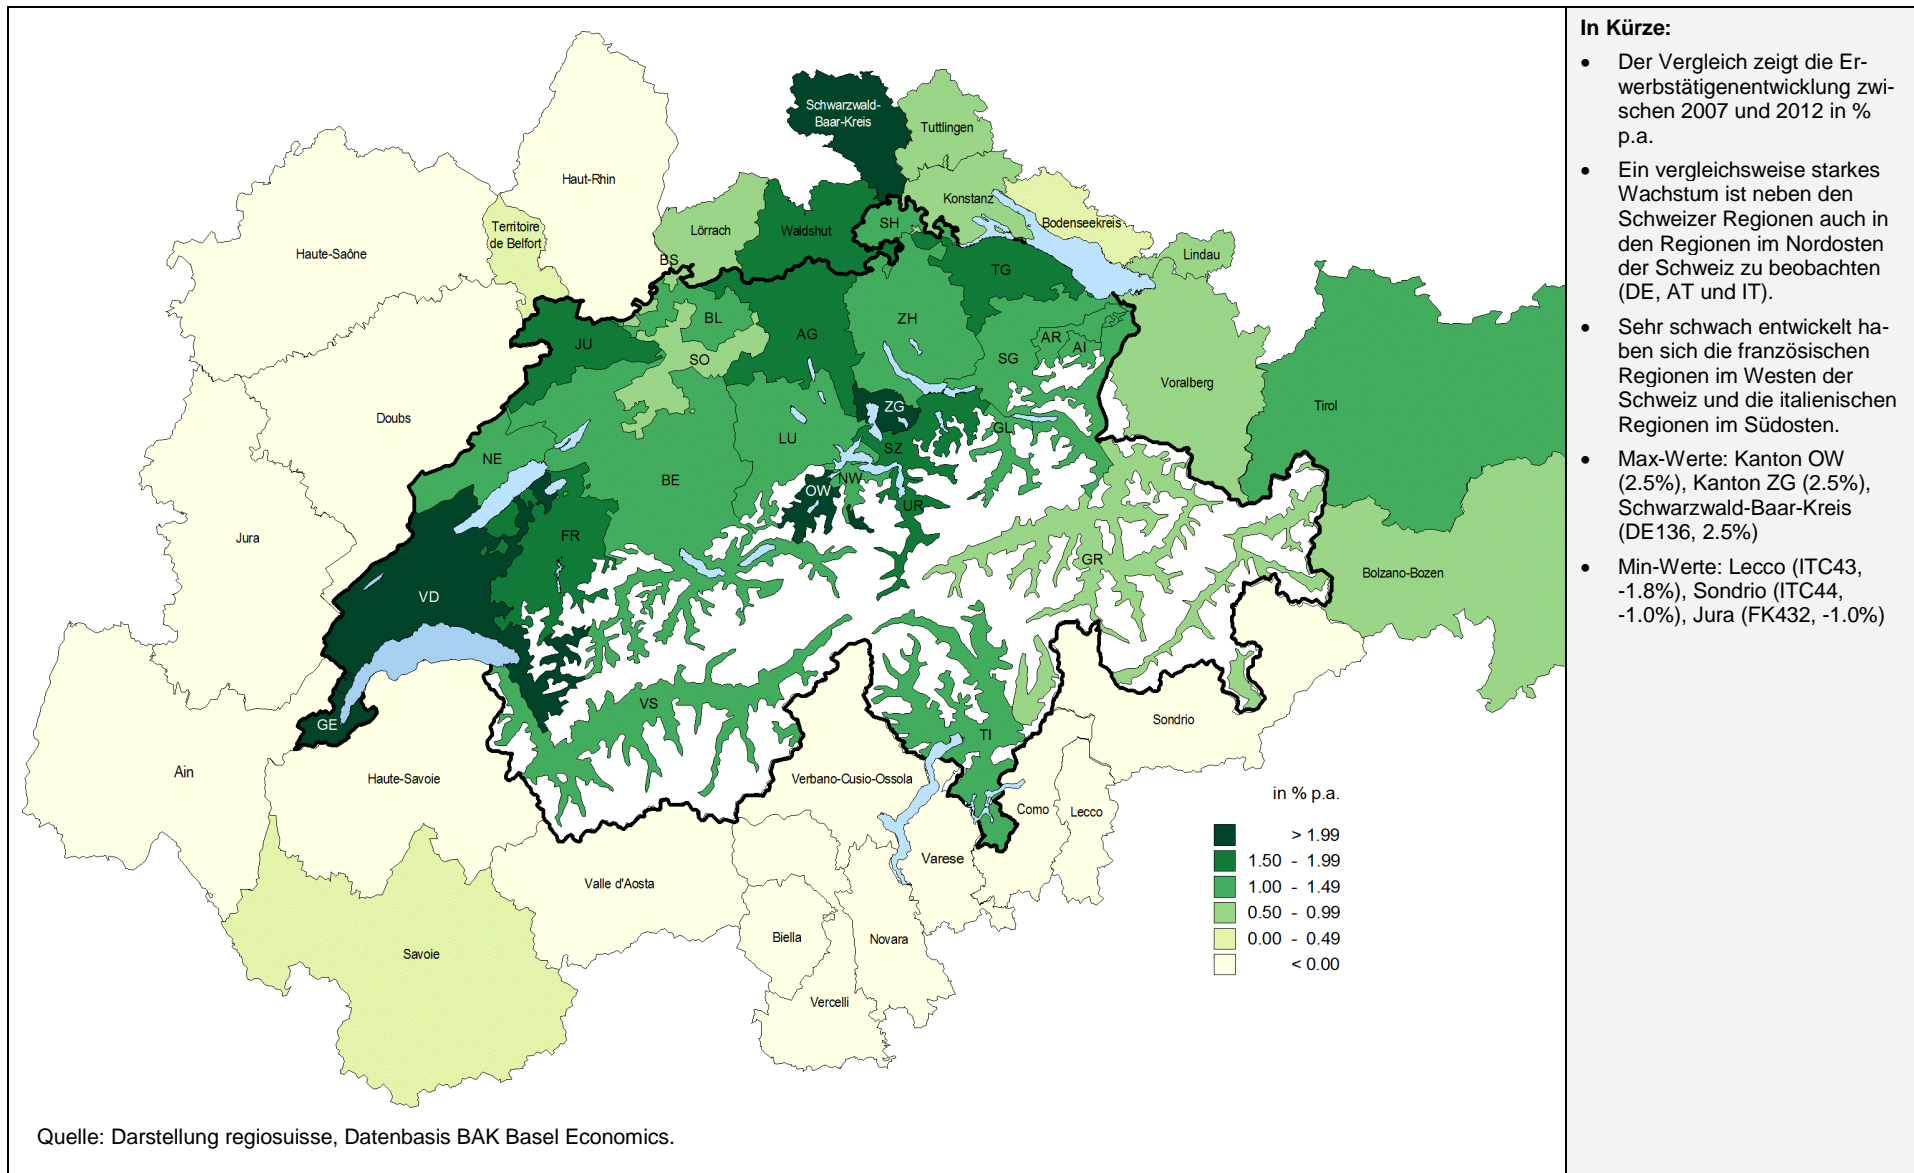 Schwarzwald-
Baar-Kreis
Tuttlingen
Haut-Rhin
Konstanz
Territoire
de Belfort
Lörrach
Waldshut
SH
Bodenseekreis
Haute-Saône
BS
TG
Lindau
JU
BL
AG
ZH
SO
AR
AI
SG
Voralberg
Doubs
ZG
Tirol
LU
GL
NE
SZ
BE
NW
OW
UR
Jura
FR
GR
Bolzano-Bozen
VD
VS
GE
TI
Sondrio
Ain
Haute-Savoie
Verbano-Cusio-Ossola
Como
Lecco
Varese
Valle d'Aosta
Biella
Novara
Savoie
Vercelli
in % p.a.
> 1.99
1.50 - 1.99
1.00 - 1.49
0.50 - 0.99
0.00 - 0.49
< 0.00
Quelle: Darstellung regiosuisse, Datenbasis BAK Basel Economics.
In Kürze:
• Der Vergleich zeigt die Er-
werbstätigenentwicklung zwi-
schen 2007 und 2012 in %
p.a.
• Ein vergleichsweise starkes
Wachstum ist neben den
Schweizer Regionen auch in
den Regionen im Nordosten
der Schweiz zu beobachten
(DE, AT und IT).
• Sehr schwach entwickelt ha-
ben sich die französischen
Regionen im Westen der
Schweiz und die italienischen
Regionen im Südosten.
• Max-Werte: Kanton OW
(2.5%), Kanton ZG (2.5%),
Schwarzwald-Baar-Kreis
(DE136, 2.5%)
• Min-Werte: Lecco (ITC43,
-1.8%), Sondrio (ITC44,
-1.0%), Jura (FK432, -1.0%)